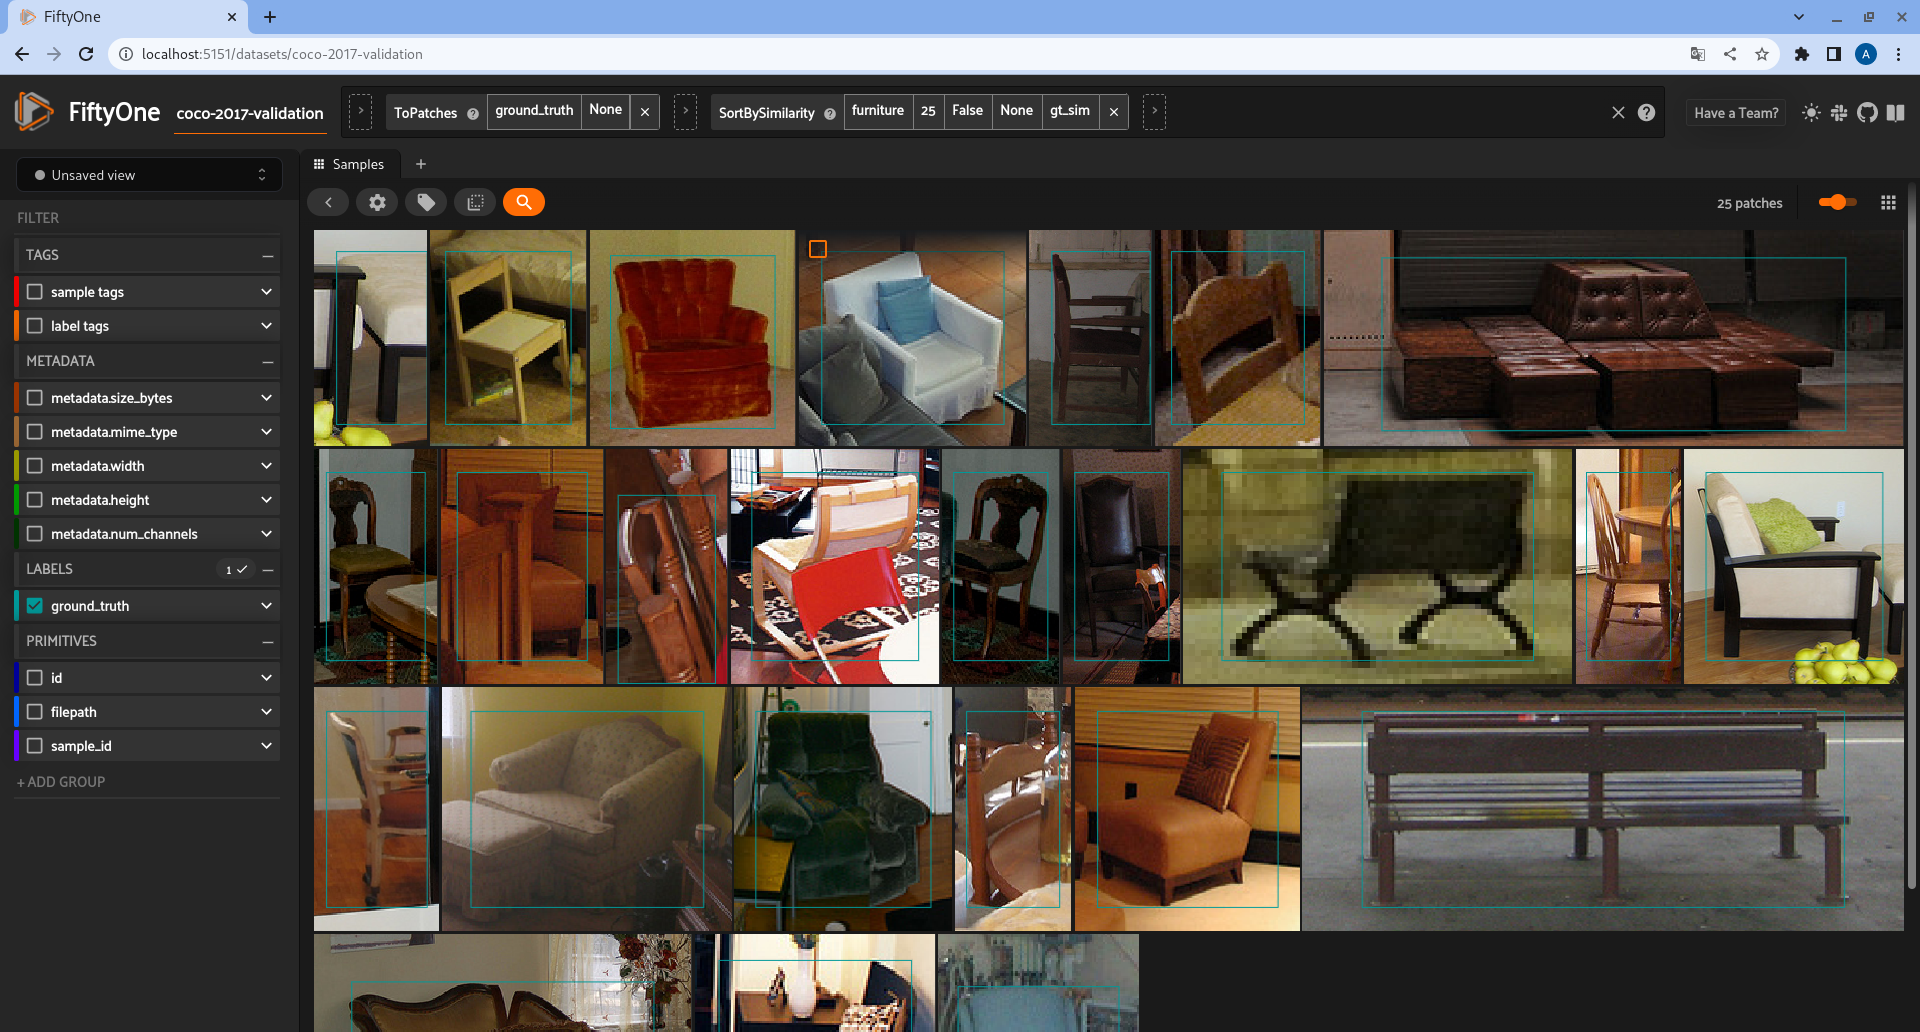 FiftyOne
localhost:5151/datasets/coco-2017-validation
A
FiftyOne
coco-2017-validation
ToPatches
ground_truth
None
SortBySimilarity
furniture
25
False
None
gt_sim
Have a Team?
Unsaved view
Samples
25 patches
FILTER
TAGS
sample tags
label tags
METADATA
metadata.size_bytes
metadata.mime_type
metadata.width
metadata.height
metadata.num_channels
LABELS
1
ground_truth
PRIMITIVES
id
filepath
sample_id
+ ADD GROUP